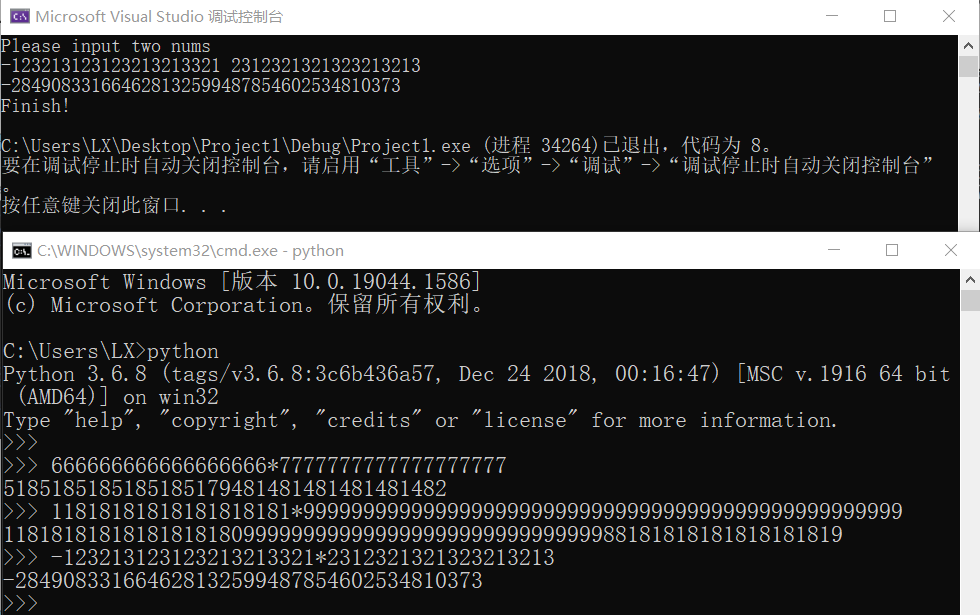 Microsoft Visual Studio 调试控制台
Please input two nums
-123213123123213213321 2312321321323213213
-284908331664628132599487854602534810373
Finish!
C:\Users\LX\Desktop\Project1\Debug\Project1.exe (进程 34264)已退出，代码为 8。
要在调试停止时自动关闭控制台，请启用“工具”->“选项”->“调试”->“调试停止时自动关闭控制台”
。
按任意键关闭此窗口. . .
C:\WINDOWS\system32\cmd.exe - python
Microsoft Windows [版本 10.0.19044.1586]
(c) Microsoft Corporation。保留所有权利。
C:\Users\LX>python
Python 3.6.8 (tags/v3.6.8:3c6b436a57, Dec 24 2018, 00:16:47) [MSC v.1916 64 bit
(AMD64)] on win32
Type "help", "copyright", "credits" or "license" for more information.
>>>
>>> 666666666666666666*7777777777777777777
5185185185185185179481481481481481482
>>> 11818181818181818181*99999999999999999999999999999999999999999999999999
1181818181818181818099999999999999999999999999999988181818181818181819
>>> -123213123123213213321*2312321321323213213
-284908331664628132599487854602534810373
>>>